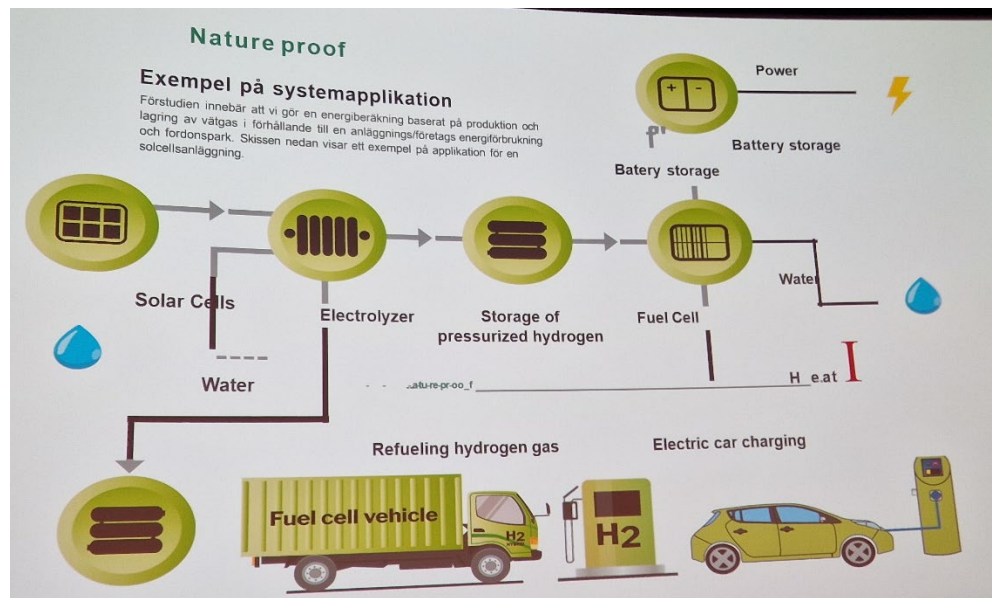 Nature proof
Exempel på systemapplikation
Förstudien innebär att vi gör en energiberäkning baserat på produktion och
lagring av vätgas i förhållande till en anläggnings/företags energiförbrukning
och fordonspark. Skissen nedan visar ett exempel på applikation för en
solcellsanläggning.
Power
Battery storage
Batery storage
Solar Cells
Electrolyzer
Storage of
pressurized hydrogen
Fuel Cell
Water
Water
H_e.at
Refueling hydrogen gas
Electric car charging
Fuel cell vehicle
H2
H2